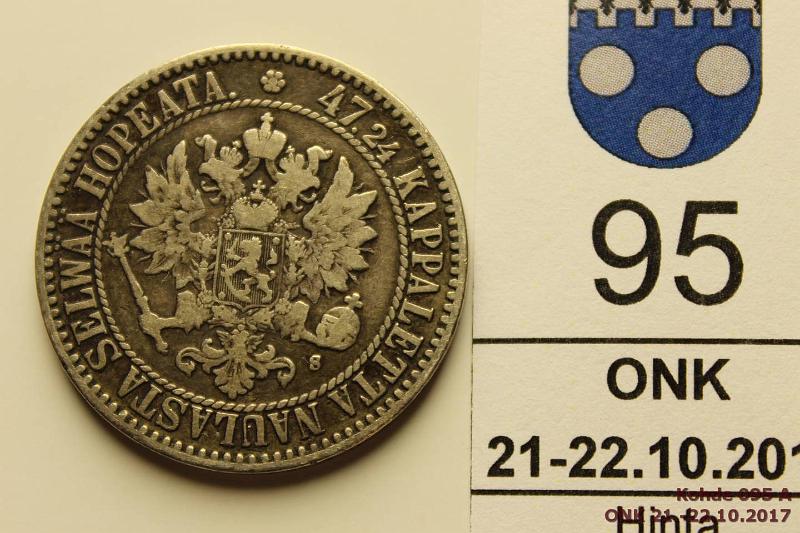 47.24 KAPPALETTA NAULASTA SELWAA HOPEATA.
S
95
ONK
21-22.10.201
Hinta
Kohde 095 A
ONK 21.-22.10.2017